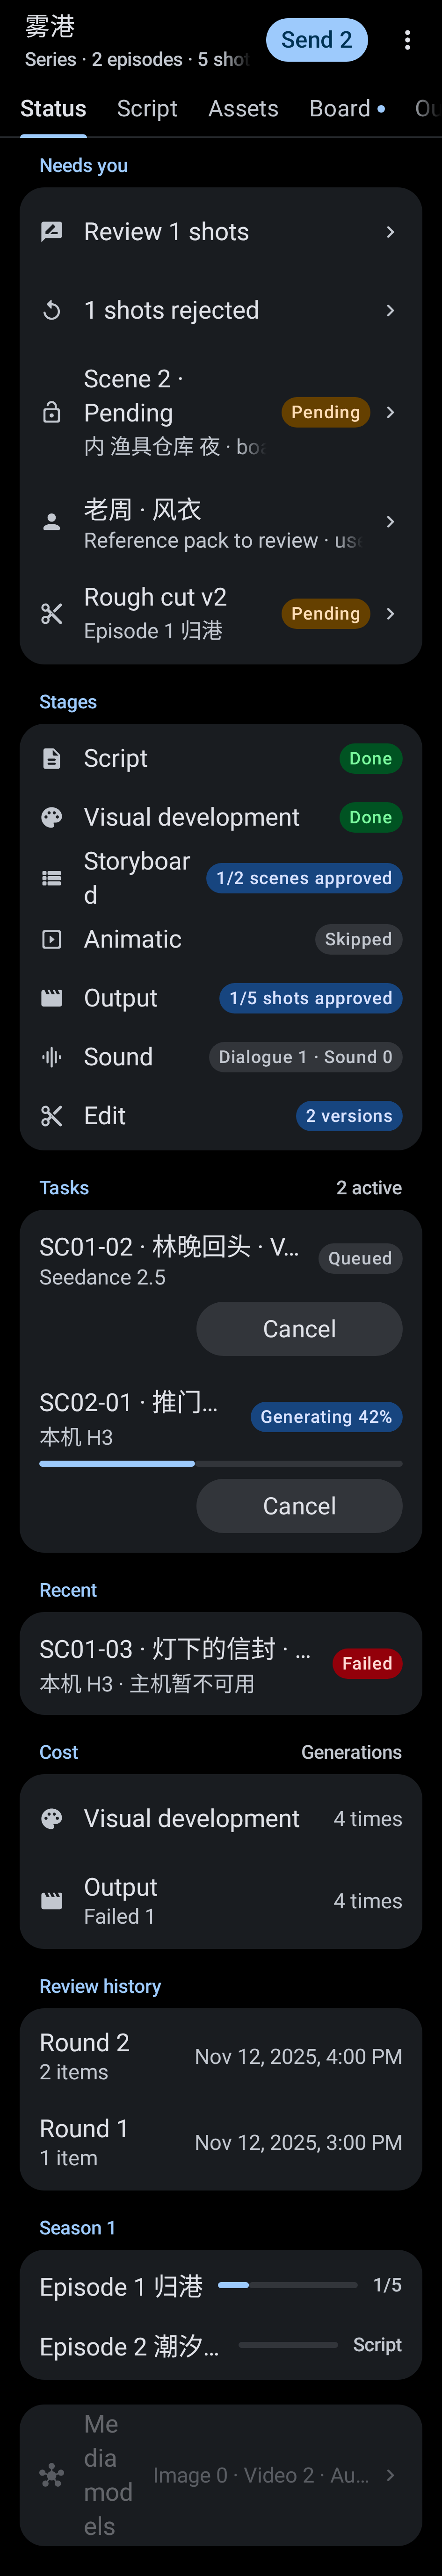 雾港
Send 2
Series · 2 episodes · 5 shot
Status Script Assets Board Ou
Needs you
Review 1 shots
1 shots rejected
Scene 2 ·
Pending
Pending
内 渔具仓库 夜 · boa
老周 · 风衣
Reference pack to review · use
Rough cut v2
Pending
Episode 1 归港
Stages
Script Done
Visual development Done
Storyboar
d
1/2 scenes approved
Animatic Skipped
Output 1/5 shots approved
Sound Dialogue 1 · Sound 0
Edit 2 versions
Tasks 2 active
SC01-02 · 林晚回头 · V...
Queued
Seedance 2.5
Cancel
SC02-01 · 推门...
Generating 42%
本机 H3
Cancel
Recent
SC01-03 · 灯下的信封 · ...
Failed
本机 H3 · 主机暂不可用
Cost Generations
Visual development 4 times
Output
4 times
Failed 1
Review history
Round 2
Nov 12, 2025, 4:00 PM
2 items
Round 1
Nov 12, 2025, 3:00 PM
1 item
Season 1
Episode 1 归港 1/5
Episode 2 潮汐... Script
Me
dia
mod
els
Image 0 · Video 2 · Au...